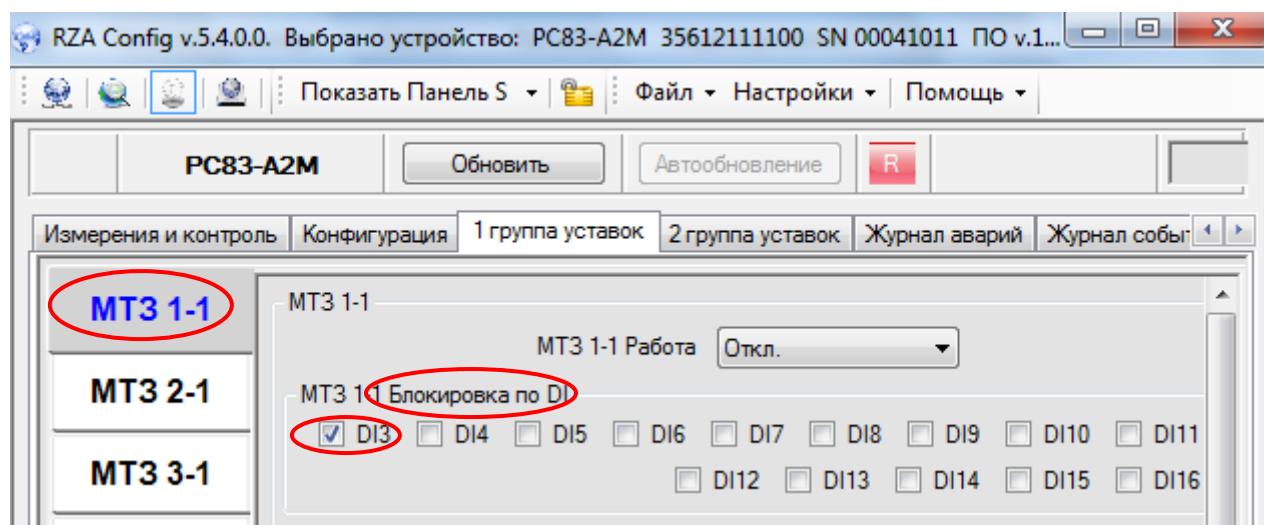 RZA Config v.5.4.0.0. Выбрано устройство: РС83-А2М 35612111100 SN 00041011 ПО v.1...
Показать Панель S Файл Настройки Помощь
РС83-А2М Обновить Автообновление R
Измерения и контроль Конфигурация 1 группа уставок 2 группа уставок Журнал аварий Журнал событ
МТЗ 1-1
МТЗ 1-1
МТЗ 1-1 Работа Откл.
МТЗ 2-1
МТЗ 1-1 Блокировка по DI
DI3 DI4 DI5 DI6 DI7 DI8 DI9 DI10 DI11
МТЗ 3-1
DI12 DI13 DI14 DI15 DI16